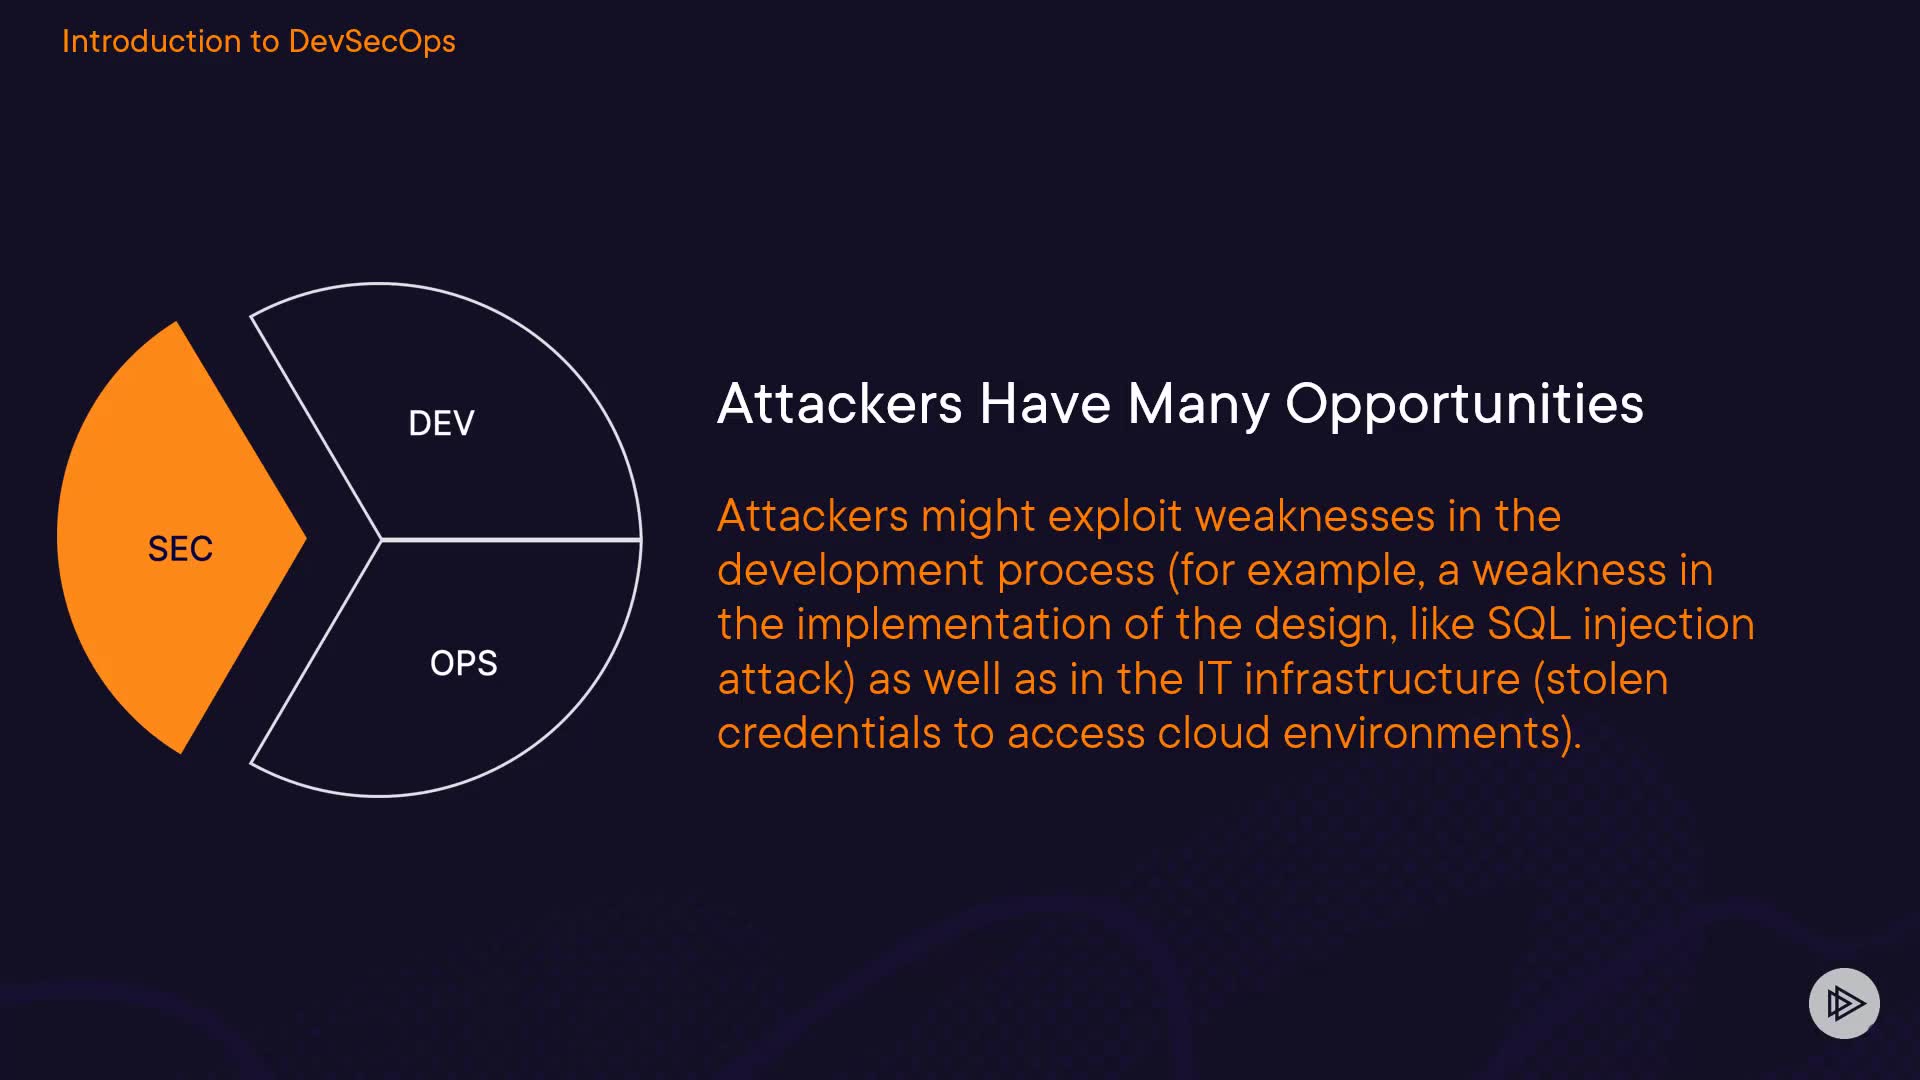 Introduction to DevSecOps
DEV
SEC
OPS
Attackers Have Many Opportunities
Attackers might exploit weaknesses in the
development process (for example, a weakness in
the implementation of the design, like SQL injection
attack) as well as in the IT infrastructure (stolen
credentials to access cloud environments).